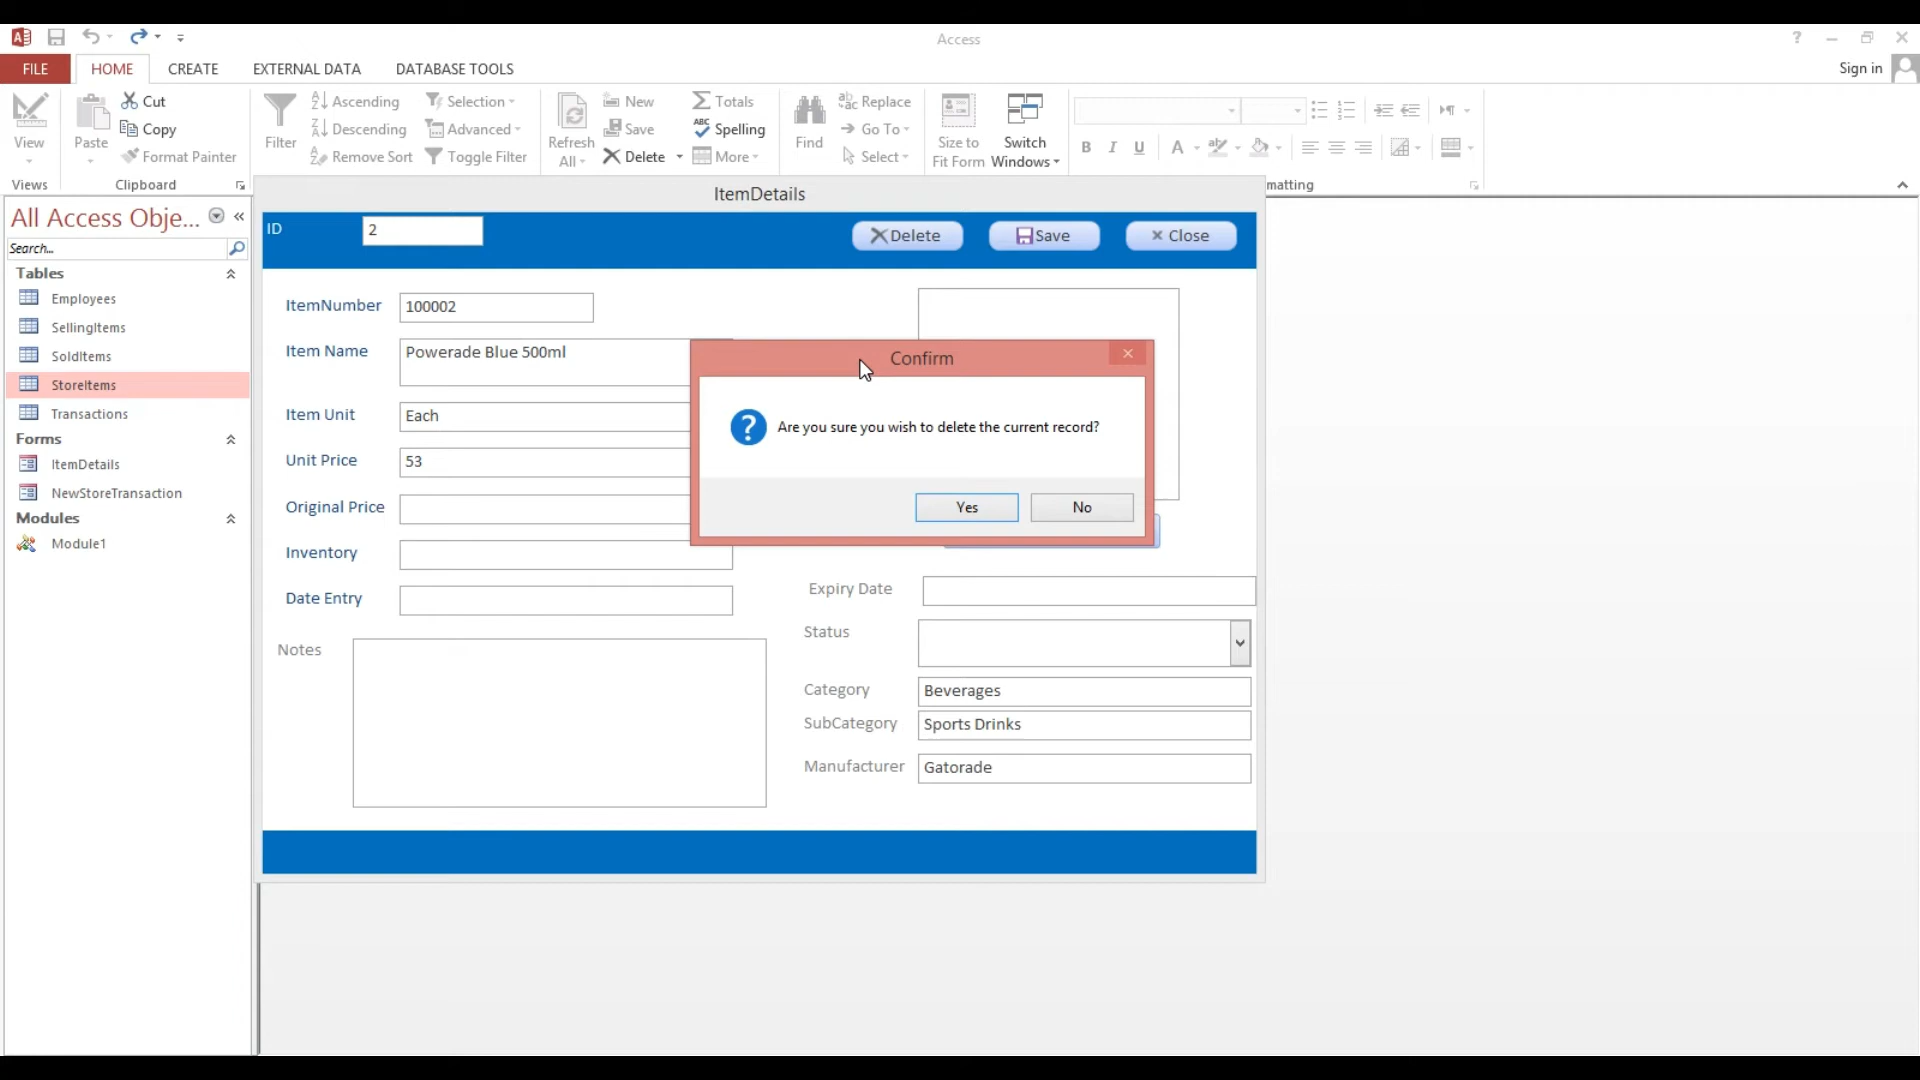 Access
?
FILE HOME CREATE EXTERNAL DATA DATABASE TOOLS Sign in
View
Views
Paste
Cut
Copy
Format Painter
Clipboard
Filter
Ascending
Descending
Remove Sort
Selection
Advanced
Toggle Filter
Refresh
All
New
Save
Delete
Totals
Spelling
More
Find
Replace
Go To
Select
Size to
Fit Form
Switch
Windows
B I U A
matting
All Access Obje...
Search...
Tables
Employees
SellingItems
SoldItems
StoreItems
Transactions
Forms
ItemDetails
NewStoreTransaction
Modules
Module1
ItemDetails
ID 2 Delete Save Close
ItemNumber 100002
Item Name Powerade Blue 500ml
Item Unit Each
Unit Price 53
Original Price
Inventory
Date Entry
Notes
Confirm
Are you sure you wish to delete the current record?
Yes No
Expiry Date
Status
Category Beverages
SubCategory Sports Drinks
Manufacturer Gatorade